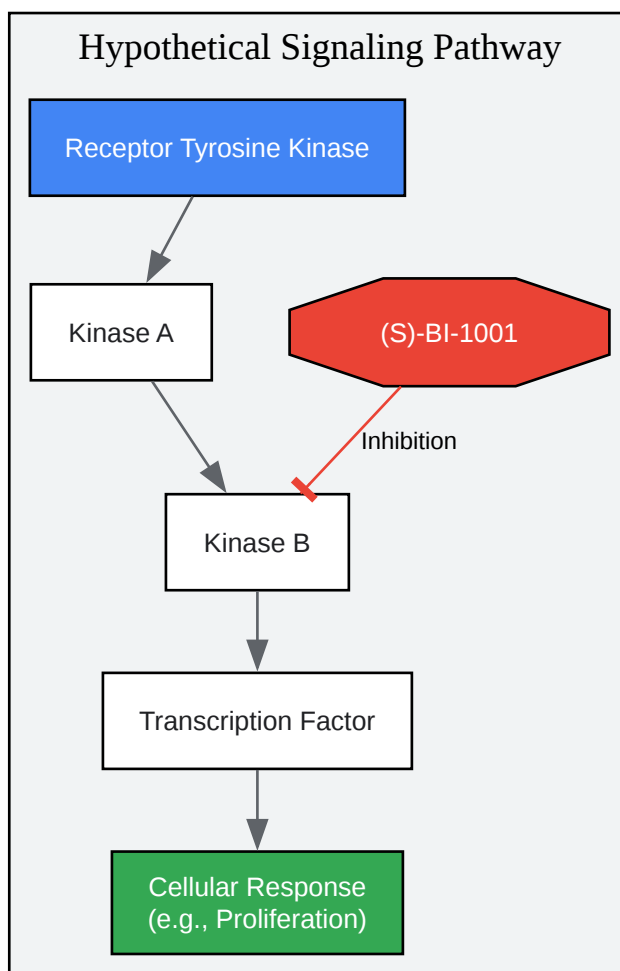 Hypothetical Signaling Pathway
Receptor Tyrosine Kinase
Kinase A
(S)-BI-1001
Inhibition
Kinase B
Transcription Factor
Cellular Response
(e.g., Proliferation)